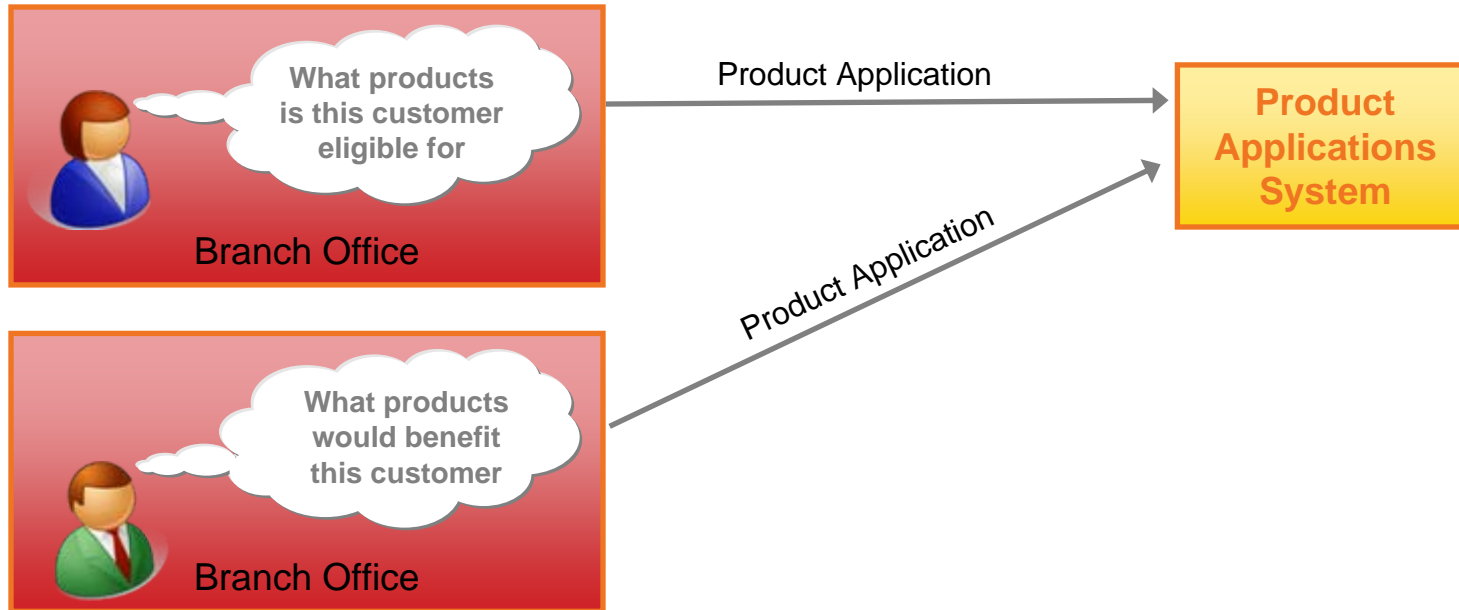 What products
is this customer
eligible for
Branch Office
Product Application
Product
Applications
System
Product Application
What products
would benefit
this customer
Branch Office